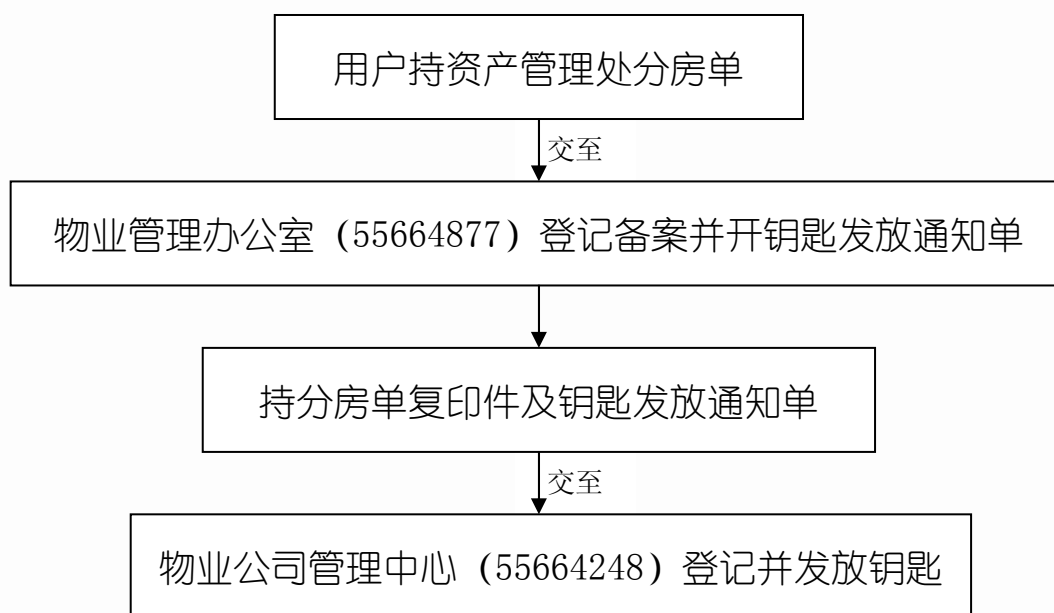 用户持资产管理处分房单
交至
物业管理办公室（55664877）登记备案并开钥匙发放通知单
持分房单复印件及钥匙发放通知单
交至
物业公司管理中心（55664248）登记并发放钥匙